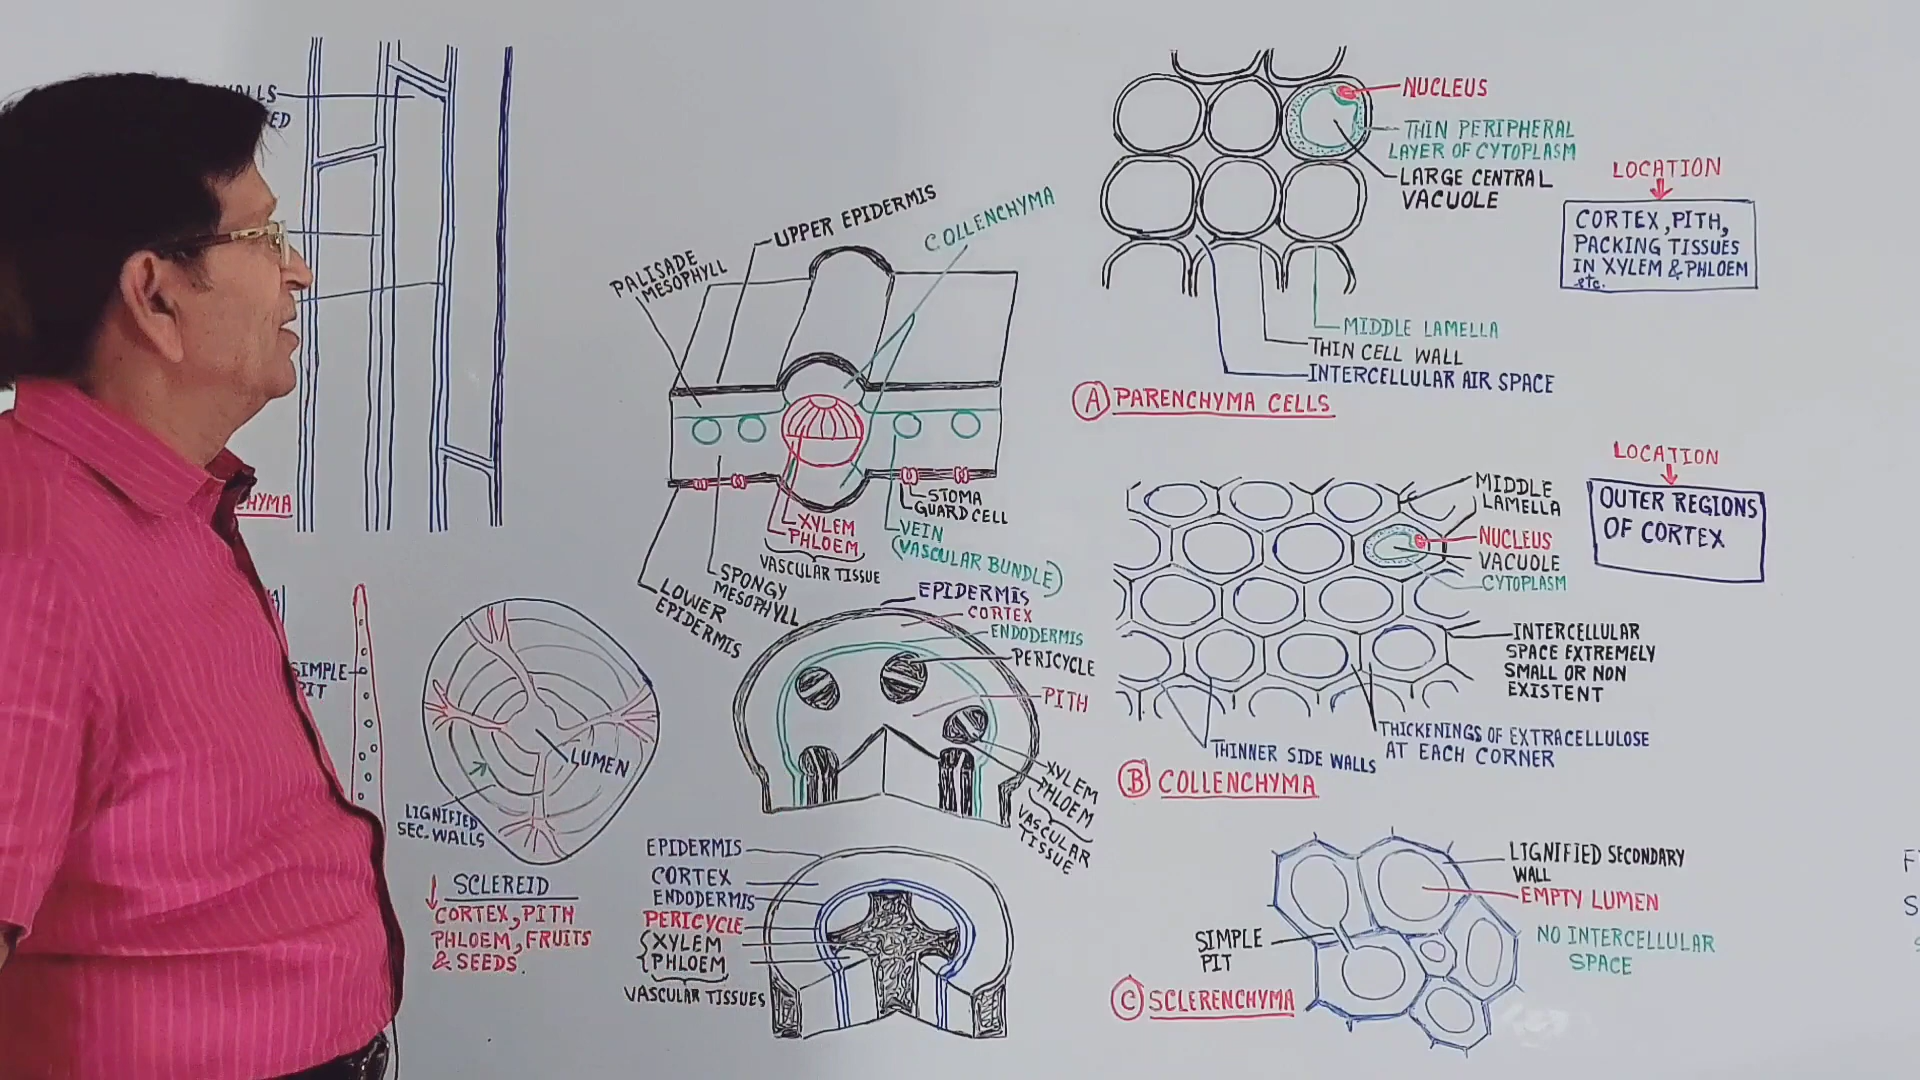 NUCLEUS
THIN PERIPHERAL
LAYER OF CYTOPLASM
LARGE CENTRAL
VACUOLE
LOCATION
CORTEX, PITH,
PACKING TISSUES
IN XYLEM & PHLOEM
etc.
MIDDLE LAMELLA
THIN CELL WALL
INTERCELLULAR AIR SPACE
A PARENCHYMA CELLS
UPPER EPIDERMIS
COLLENCHYMA
PALISADE
MESOPHYLL
STOMA
GUARD CELL
XYLEM
PHLOEM
VASCULAR TISSUE
VEIN
(VASCULAR BUNDLE)
SPONGY
MESOPHYLL
LOWER
EPIDERMIS
LOCATION
OUTER REGIONS
OF CORTEX
MIDDLE
LAMELLA
NUCLEUS
VACUOLE
CYTOPLASM
INTERCELLULAR
SPACE EXTREMELY
SMALL OR NON
EXISTENT
THICKENINGS OF EXTRACELLULOSE
AT EACH CORNER
THINNER SIDE WALLS
B COLLENCHYMA
EPIDERMIS
CORTEX
ENDODERMIS
PERICYCLE
PITH
XYLEM
PHLOEM
VASCULAR
TISSUE
SIMPLE
PIT
LUMEN
LIGNIFIED
SEC. WALLS
SCLEREID
CORTEX, PITH
PHLOEM, FRUITS
& SEEDS.
EPIDERMIS
CORTEX
ENDODERMIS
PERICYCLE
XYLEM
PHLOEM
VASCULAR TISSUES
LIGNIFIED SECONDARY
WALL
EMPTY LUMEN
NO INTERCELLULAR
SPACE
SIMPLE
PIT
C SCLERENCHYMA